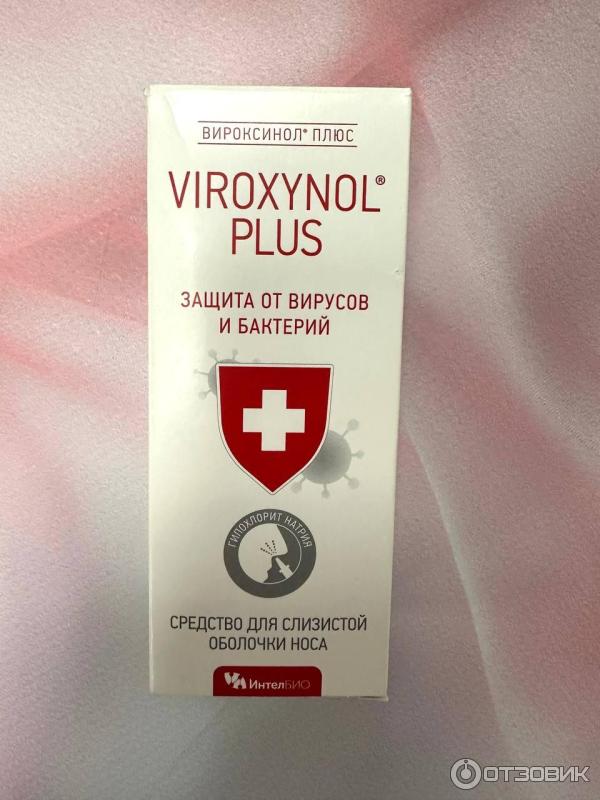 ВИРОКСИНОЛ® ПЛЮС
VIROXYNOL®
PLUS
ЗАЩИТА ОТ ВИРУСОВ
И БАКТЕРИЙ
ГИПОХЛОРИТ НАТРИЯ
СРЕДСТВО ДЛЯ СЛИЗИСТОЙ
ОБОЛОЧКИ НОСА
ИнтелБИО
ОТЗОВИК